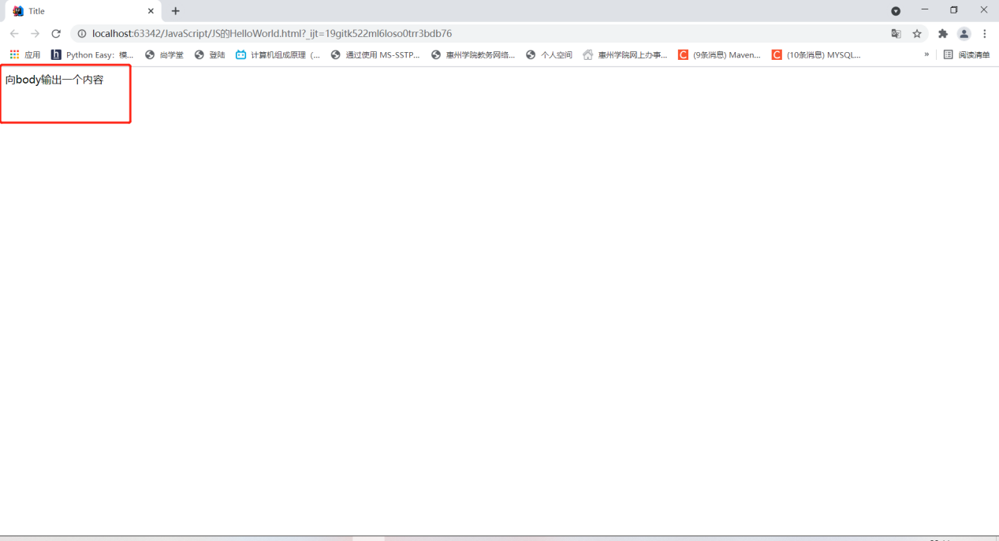 Title
localhost:63342/JavaScript/JS的HelloWorld.html?_ijt=19gitk522ml6loso0trr3bdb76
应用 Python Easy：模... 尚学堂 登陆 计算机组成原理（... 通过使用 MS-SSTP... 惠州学院教务网络... 个人空间 惠州学院网上办事... (9条消息) Maven... (10条消息) MYSQL... » 阅读清单
向body输出一个内容